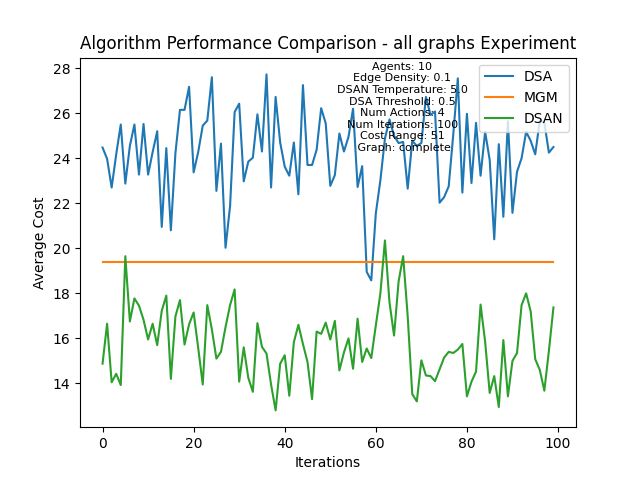 Algorithm Performance Comparison - all graphs Experiment
Agents: 10
Edge Density: 0.1
DSAN Temperature: 5.0
DSA Threshold: 0.5
Num Actions: 4
Num Iterations: 100
Cost Range: 51
Graph: complete
DSA
MGM
DSAN
Average Cost
28
26
24
22
20
18
16
14
0
20
40
60
80
100
Iterations